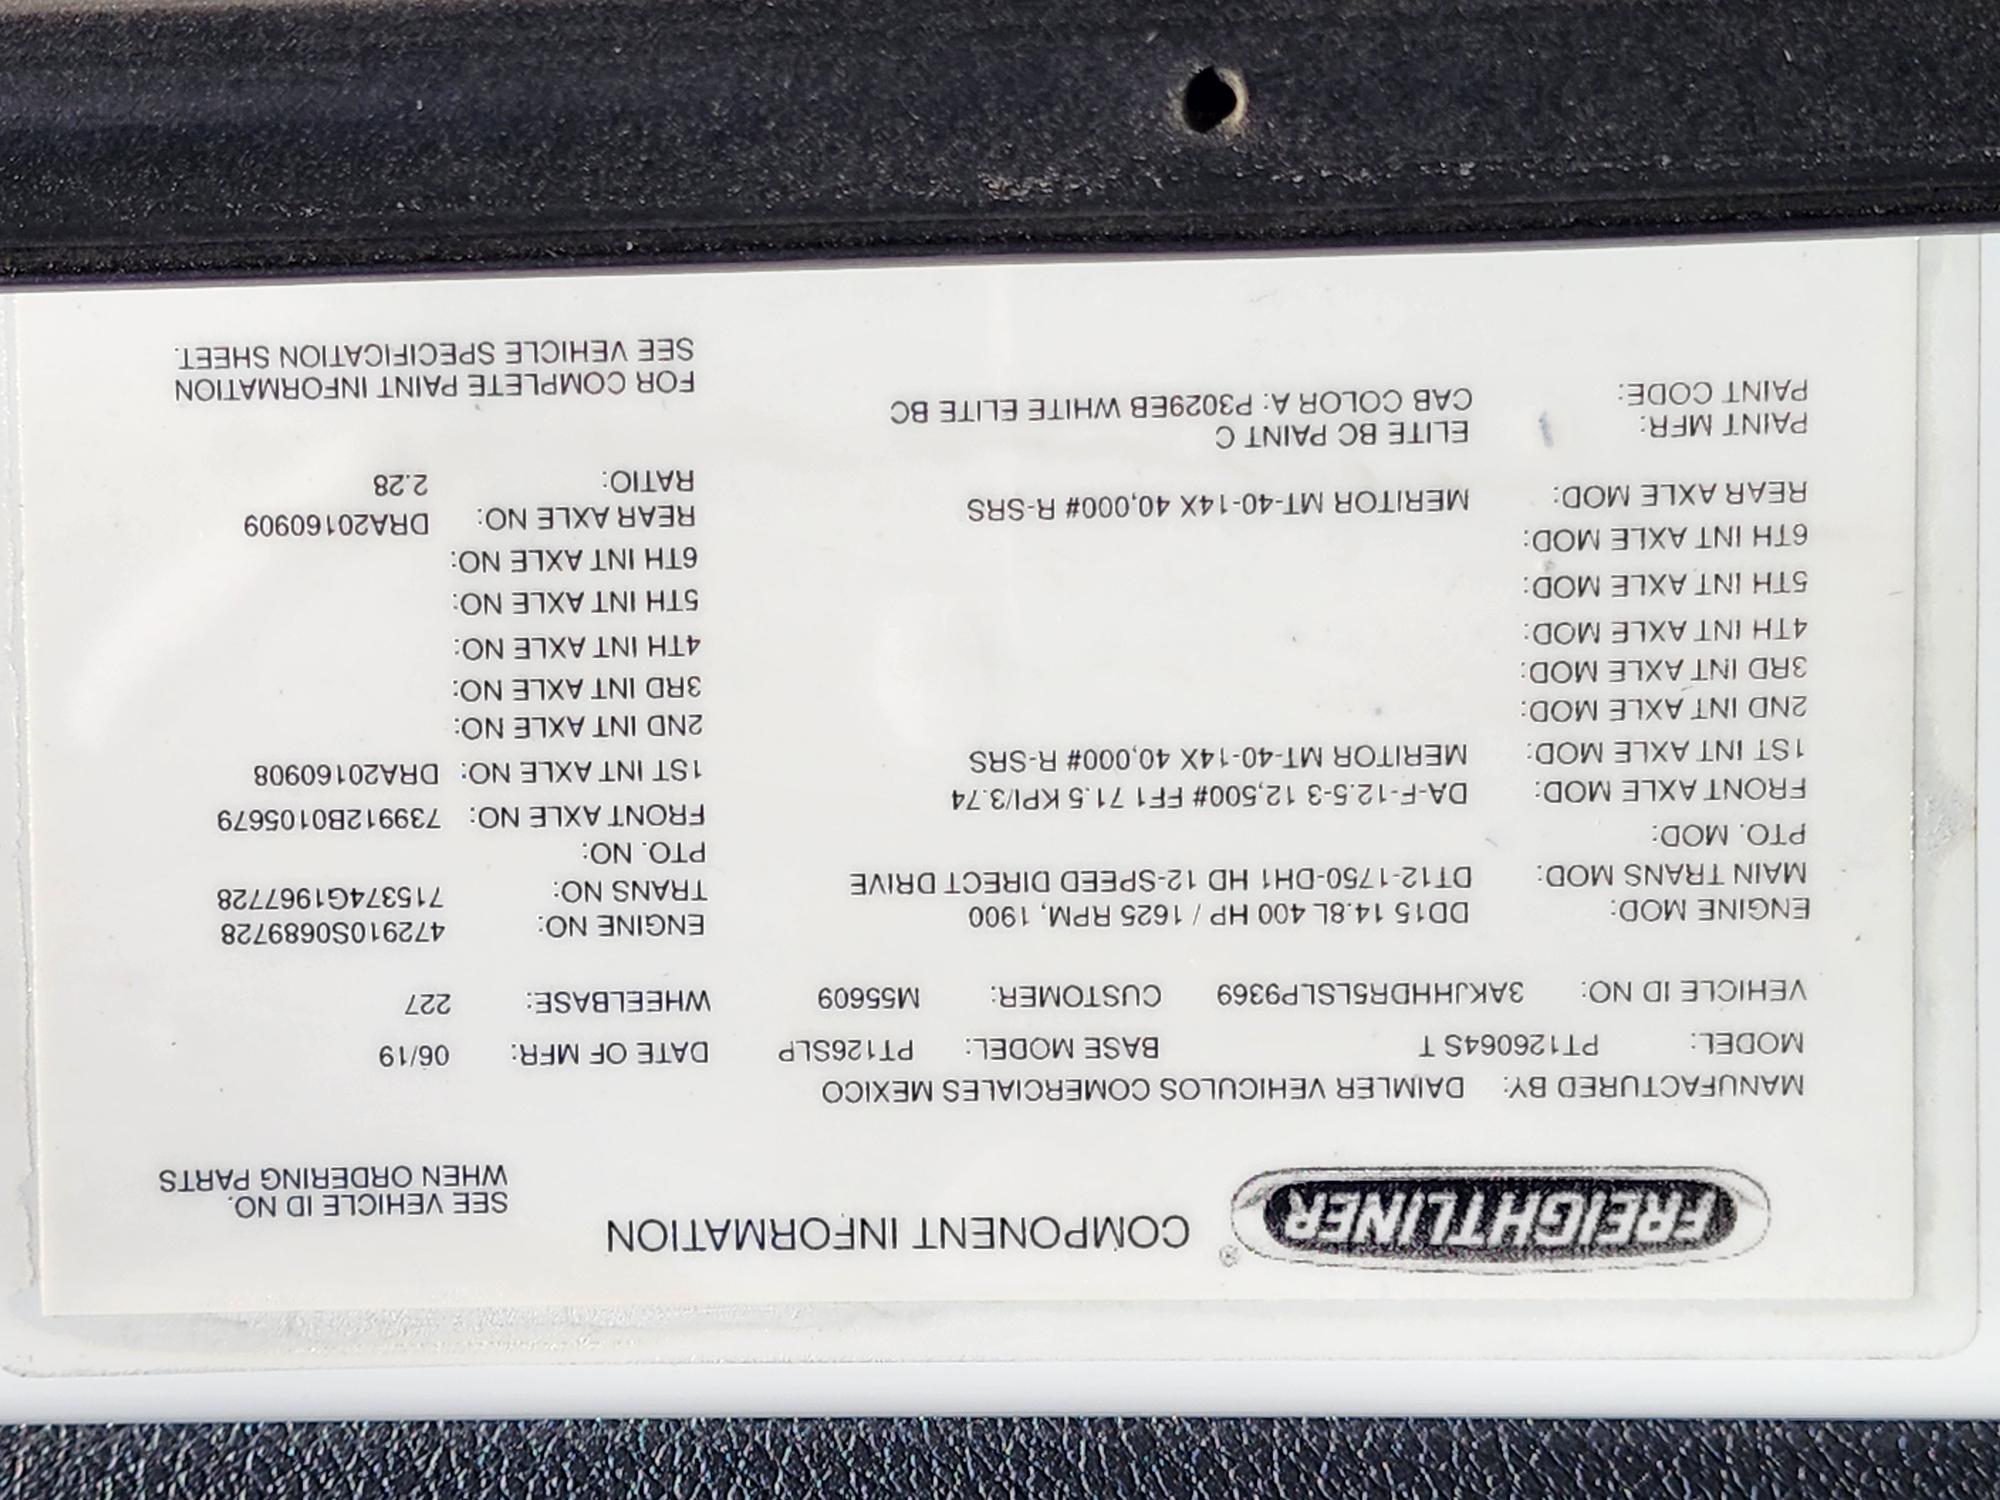 FREIGHTLINER ® COMPONENT INFORMATION
SEE VEHICLE ID NO.
WHEN ORDERING PARTS
MANUFACTURED BY: DAIMLER VEHICULOS COMERCIALES MEXICO
MODEL: PT126064S T BASE MODEL: PT126SLP DATE OF MFR: 06/19
VEHICLE ID NO: 3AKJHHDR5LSLP9369 CUSTOMER: M55609 WHEELBASE: 227
ENGINE MOD: DD15 14.8L 400 HP / 1625 RPM, 1900 ENGINE NO: 472910S0689728
MAIN TRANS MOD: DT12-1750-DH1 HD 12-SPEED DIRECT DRIVE TRANS NO: 715374G1967728
PTO. MOD: PTO. NO:
FRONT AXLE MOD: DA-F-12.5-3 12,500# FF1 71.5 KPI/3.74 FRONT AXLE NO: 739912B0105679
1ST INT AXLE MOD: MERITOR MT-40-14X 40,000# R-SRS 1ST INT AXLE NO: DRA20160908
2ND INT AXLE MOD: 2ND INT AXLE NO:
3RD INT AXLE MOD: 3RD INT AXLE NO:
4TH INT AXLE MOD: 4TH INT AXLE NO:
5TH INT AXLE MOD: 5TH INT AXLE NO:
6TH INT AXLE MOD: 6TH INT AXLE NO:
REAR AXLE MOD: MERITOR MT-40-14X 40,000# R-SRS REAR AXLE NO: DRA20160909
RATIO: 2.28
PAINT MFR: ELITE BC PAINT C
PAINT CODE: CAB COLOR A: P3029EB WHITE ELITE BC
FOR COMPLETE PAINT INFORMATION
SEE VEHICLE SPECIFICATION SHEET.